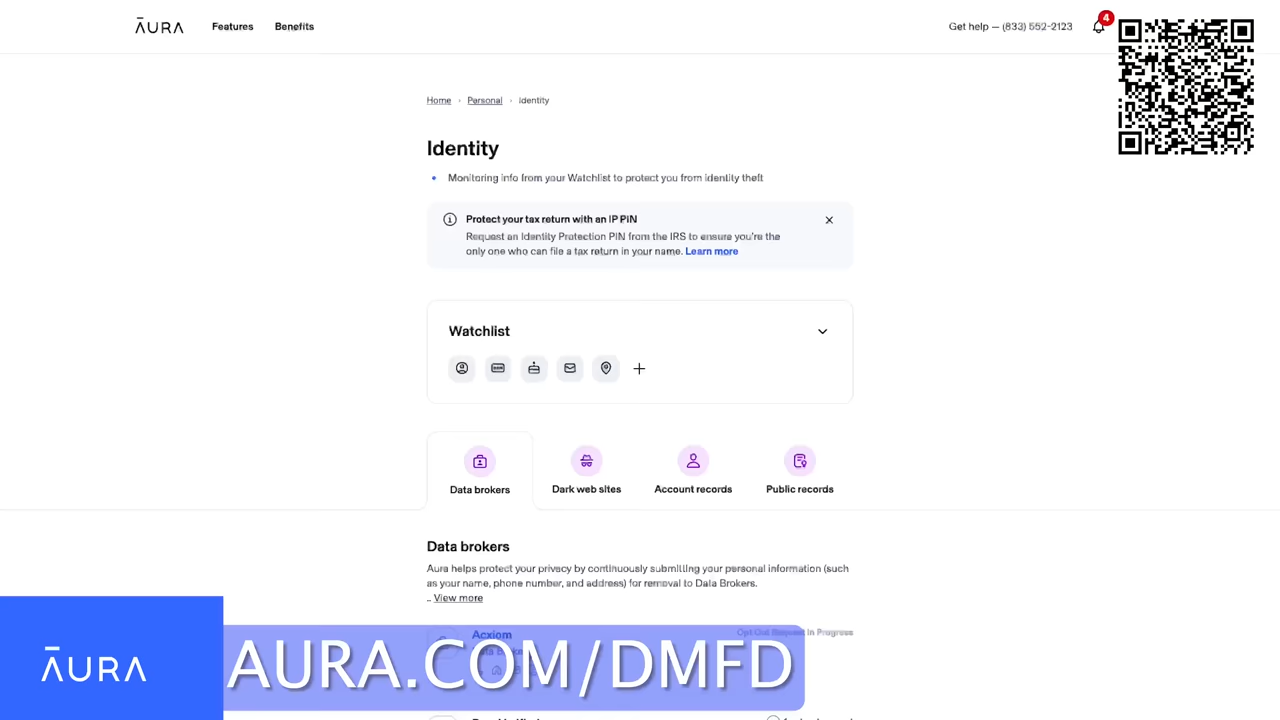 ĀURA
Features
Benefits
Get help — (833) 552-2123
4
Home • Personal • Identity
Identity
• Monitoring info from your Watchlist to protect you from identity theft
Protect your tax return with an IP PIN
Request an Identity Protection PIN from the IRS to ensure you're the
only one who can file a tax return in your name. Learn more
Watchlist
Data brokers
Dark web sites
Account records
Public records
Data brokers
Aura helps protect your privacy by continuously submitting your personal information (such
as your name, phone number, and address) for removal to Data Brokers.
.. View more
Acxiom
Opt Out Request In Progress
ĀURA
AURA.COM/DMFD